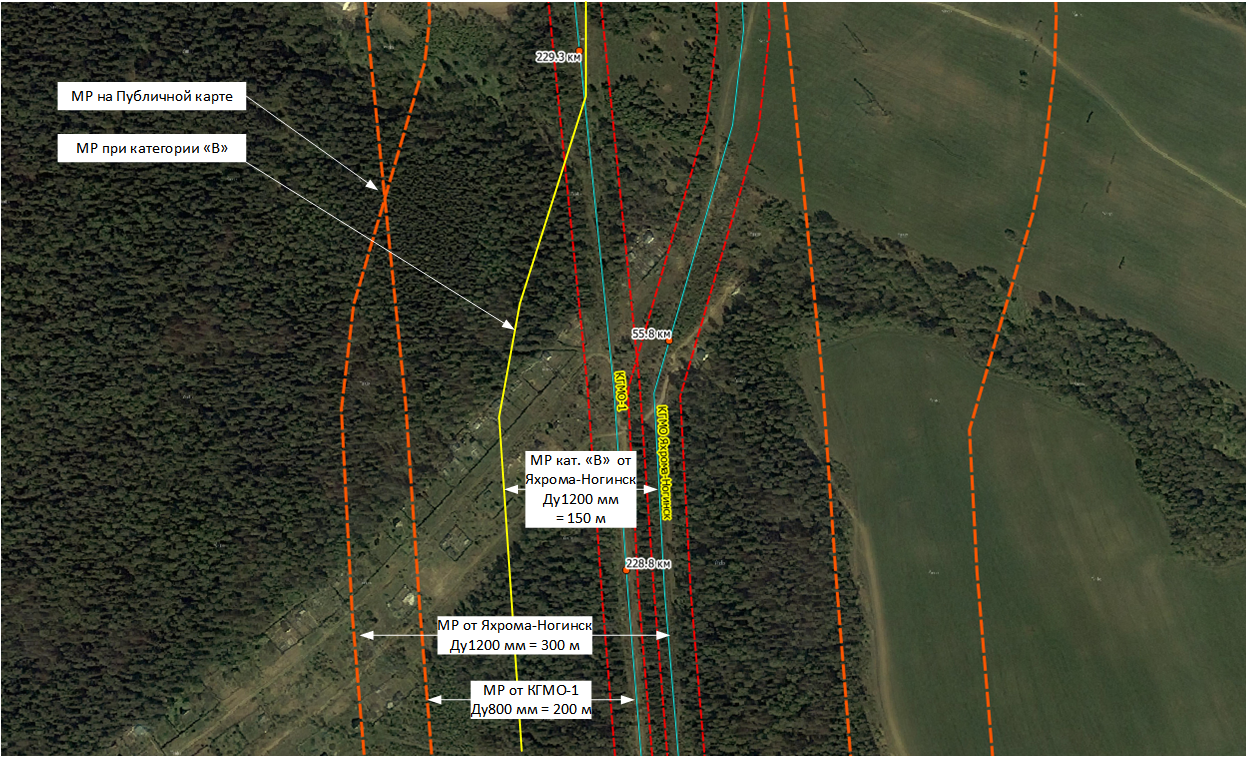 229.3 км
МР на Публичной карте
МР при категории «В»
55.8 км
КГМО-1
КГМО Яхрома-Ногинск
МР кат. «В» от
Яхрома-Ногинск
Ду1200 мм
= 150 м
228.8 км
МР от Яхрома-Ногинск
Ду1200 мм = 300 м
МР от КГМО-1
Ду800 мм = 200 м